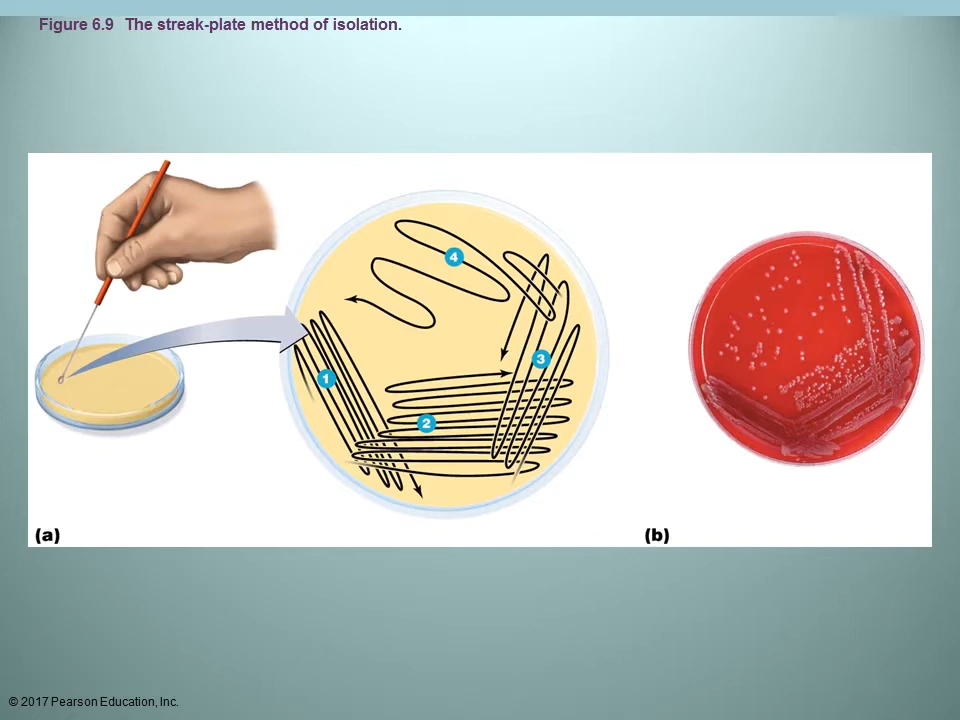 Figure 6.9 The streak-plate method of isolation.
4
1
3
2
(a)
(b)
© 2017 Pearson Education, Inc.